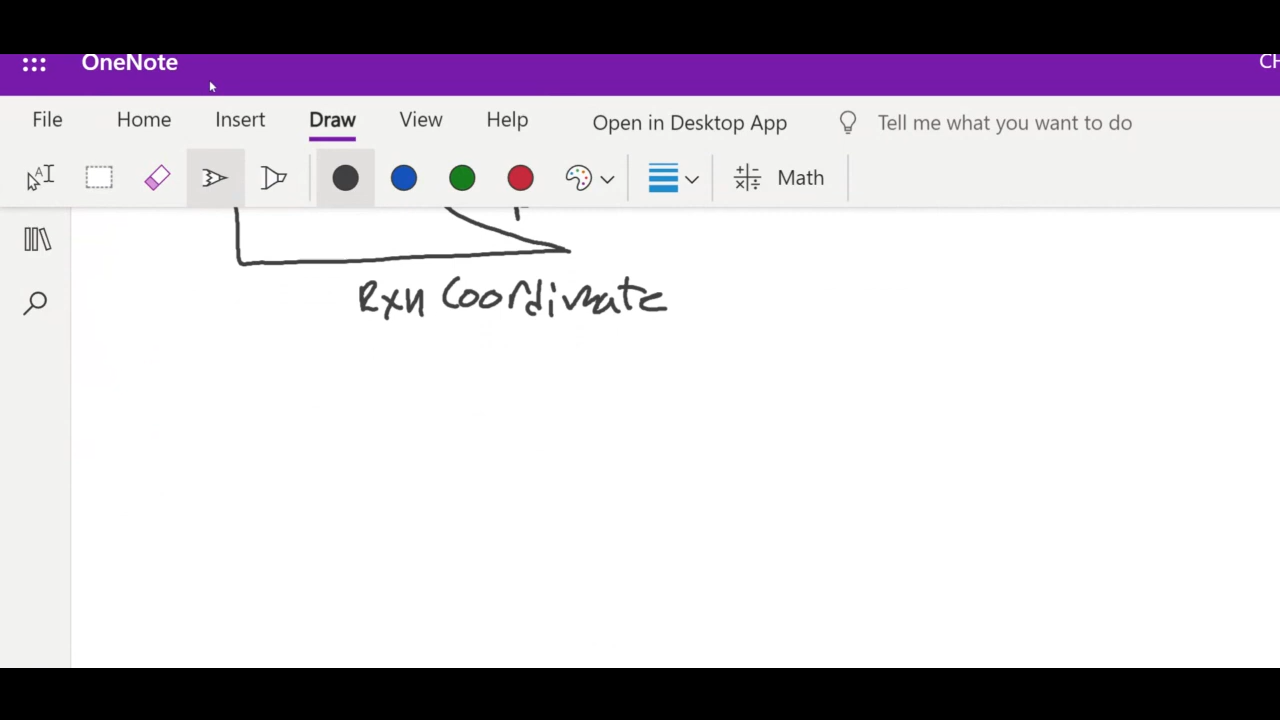 OneNote
CH
File Home Insert Draw View Help Open in Desktop App Tell me what you want to do
Math
Rxn Coordinate